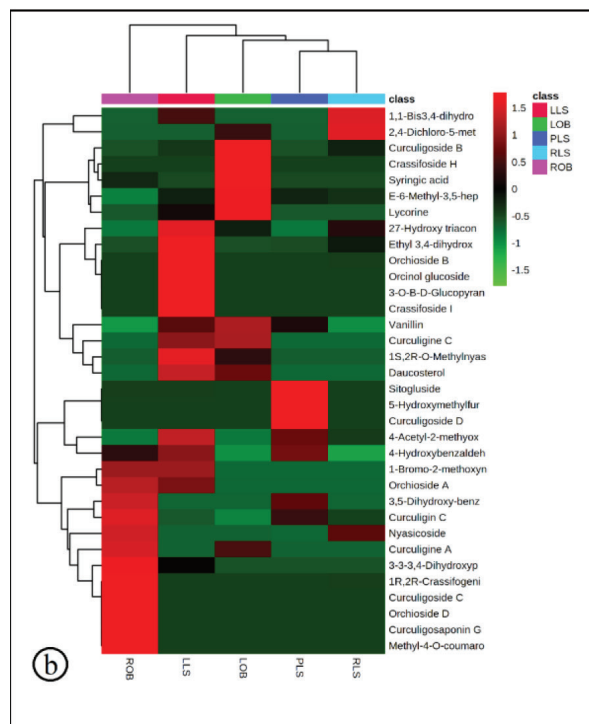 class
1,1-Bis3,4-dihydro
2,4-Dichloro-5-met
Curculigoside B
Crassifoside H
Syringic acid
E-6-Methyl-3,5-hep
Lycorine
27-Hydroxy triacon
Ethyl 3,4-dihydrox
Orchioside B
Orcinol glucoside
3-O-B-D-Glucopyran
Crassifoside I
Vanillin
Curculigine C
1S,2R-O-Methylnyas
Daucosterol
Sitogluside
5-Hydroxymethylfur
Curculigoside D
4-Acetyl-2-methyox
4-Hydroxybenzaldeh
1-Bromo-2-methoxyn
Orchioside A
3,5-Dihydroxy-benz
Curculigin C
Nyasicoside
Curculigine A
3-3-3,4-Dihydroxyp
1R,2R-Crassifogeni
Curculigoside C
Orchioside D
Curculigosaponin G
Methyl-4-O-coumaro
ROB
LLS
LOB
PLS
RLS
b
class
LLS
LOB
PLS
RLS
ROB
1.5
1
0.5
0
-0.5
-1
-1.5